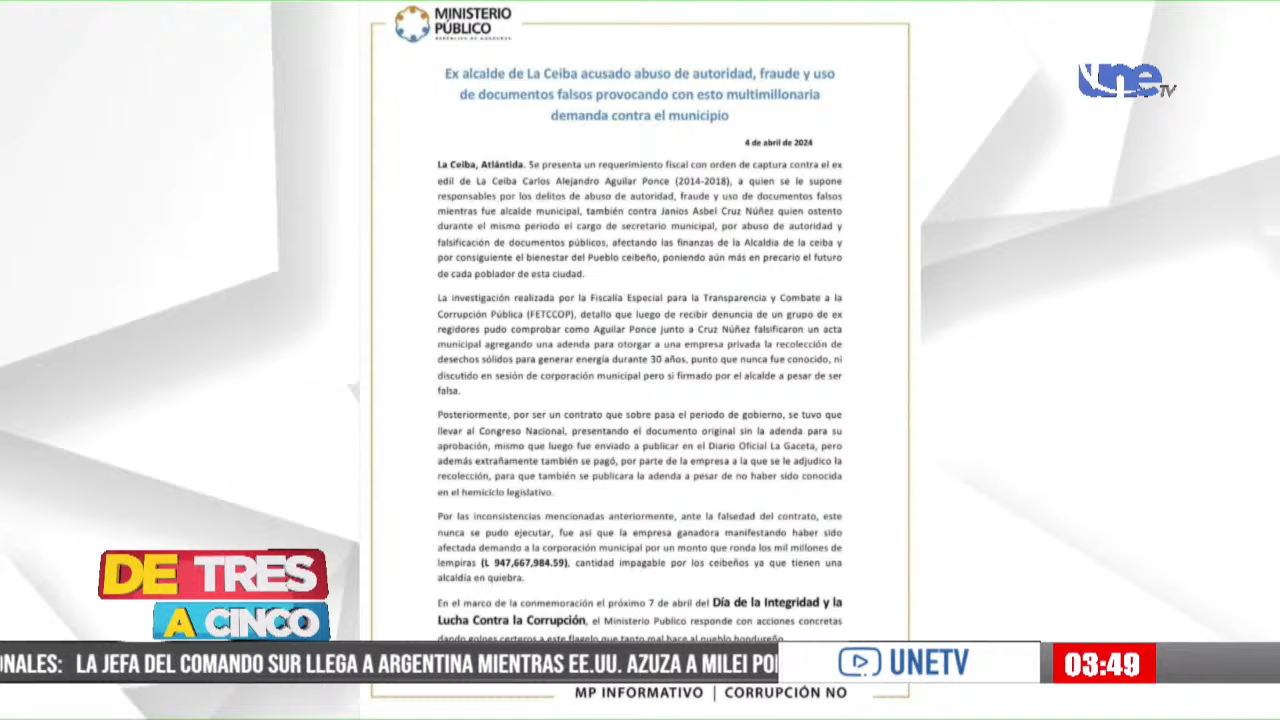 MINISTERIO
PÚBLICO
REPÚBLICA DE HONDURAS
une TV
Ex alcalde de La Ceiba acusado abuso de autoridad, fraude y uso
de documentos falsos provocando con esto multimillonaria
demanda contra el municipio
4 de abril de 2024
La Ceiba, Atlántida. Se presenta un requerimiento fiscal con orden de captura contra el ex
edil de La Ceiba Carlos Alejandro Aguilar Ponce (2014-2018), a quien se le supone
responsables por los delitos de abuso de autoridad, fraude y uso de documentos falsos
mientras fue alcalde municipal, también contra Janios Asbel Cruz Núñez quien ostento
durante el mismo periodo el cargo de secretario municipal, por abuso de autoridad y
falsificación de documentos públicos, afectando las finanzas de la Alcaldía de la ceiba y
por consiguiente el bienestar del Pueblo ceibeño, poniendo aún más en precario el futuro
de cada poblador de esta ciudad.
La investigación realizada por la Fiscalía Especial para la Transparencia y Combate a la
Corrupción Pública (FETCCOP), detallo que luego de recibir denuncia de un grupo de ex
regidores pudo comprobar como Aguilar Ponce junto a Cruz Núñez falsificaron un acta
municipal agregando una adenda para otorgar a una empresa privada la recolección de
desechos sólidos para generar energía durante 30 años, punto que nunca fue conocido, ni
discutido en sesión de corporación municipal pero si firmado por el alcalde a pesar de ser
falsa.
Posteriormente, por ser un contrato que sobre pasa el periodo de gobierno, se tuvo que
llevar al Congreso Nacional, presentando el documento original sin la adenda para su
aprobación, mismo que luego fue enviado a publicar en el Diario Oficial La Gaceta, pero
además extrañamente también se pagó, por parte de la empresa a la que se le adjudico la
recolección, para que también se publicara la adenda a pesar de no haber sido conocida
en el hemiciclo legislativo.
Por las inconsistencias mencionadas anteriormente, ante la falsedad del contrato, este
nunca se pudo ejecutar, fue así que la empresa ganadora manifestando haber sido
afectada demando a la corporación municipal por un monto que ronda los mil millones de
lempiras (L 947,667,984.59), cantidad impagable por los ceibeños ya que tienen una
alcaldía en quiebra.
En el marco de la conmemoración el próximo 7 de abril del Día de la Integridad y la
Lucha Contra la Corrupción, el Ministerio Publico responde con acciones concretas
dando golpes certeros a este flagelo que tanto mal hace al pueblo hondureño.
DE TRES
A CINCO
ONALES: LA JEFA DEL COMANDO SUR LLEGA A ARGENTINA MIENTRAS EE.UU. AZUZA A MILEI
UNETV
03:49
MP INFORMATIVO | CORRUPCIÓN NO